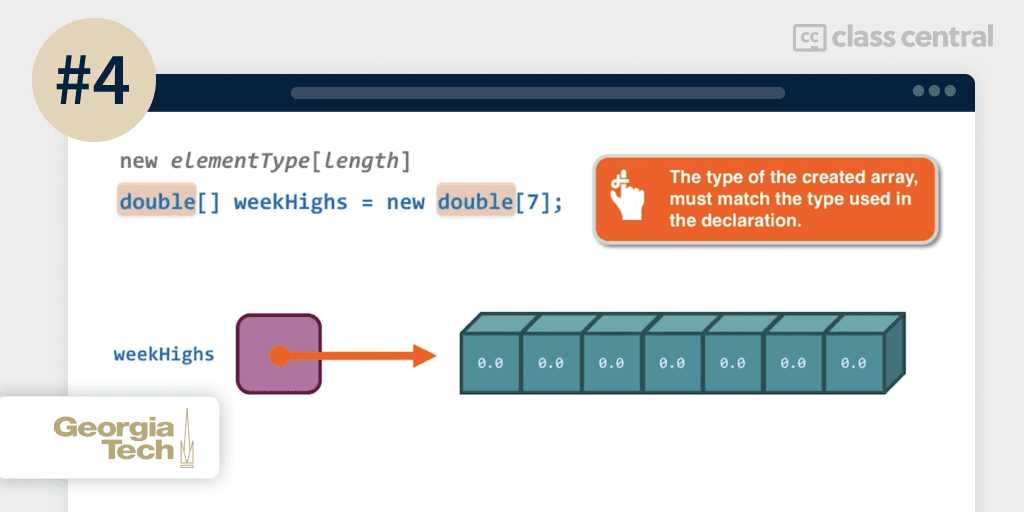 #4
cc class central
new elementType[length]
double[] weekHighs = new double[7];
The type of the created array,
must match the type used in
the declaration.
weekHighs
0.0 0.0 0.0 0.0 0.0 0.0 0.0
Georgia
Tech